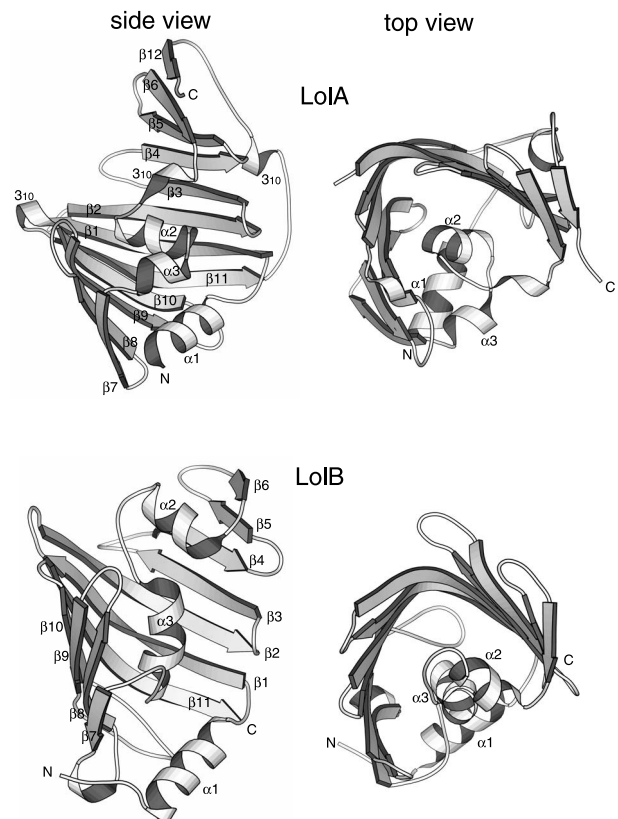 side view
top view
LolA
β12
β6
C
β5
β4
3₁₀
3₁₀
β3
3₁₀
β2
β1
α2
α3
β11
β10
β9
β8
α1
β7
N
α2
α1
α3
N
C
LolB
β6
α2
β5
β4
β3
α3
β10
β2
β9
β1
β11
β8
C
β7
N
α1
C
α2
α3
α1
N